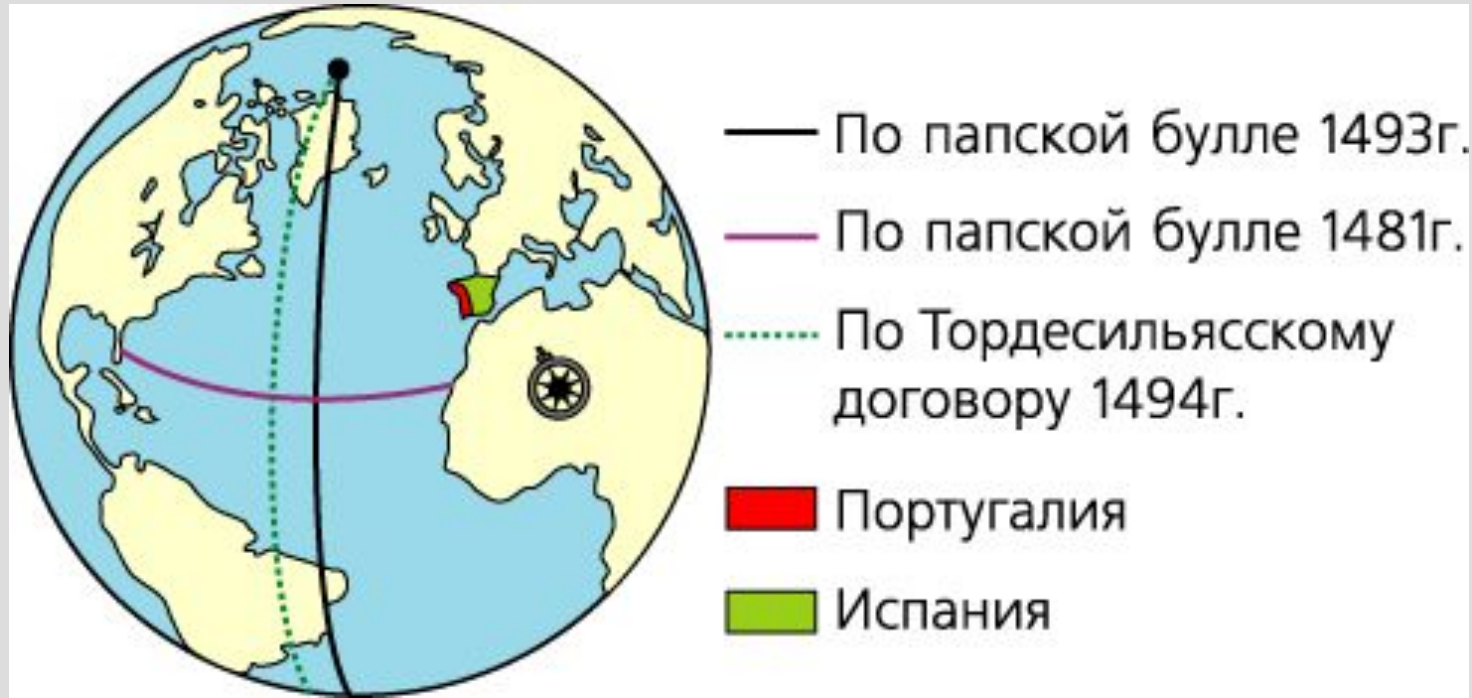 По папской булле 1493г.
По папской булле 1481г.
По Тордесильясскому
договору 1494г.
Португалия
Испания